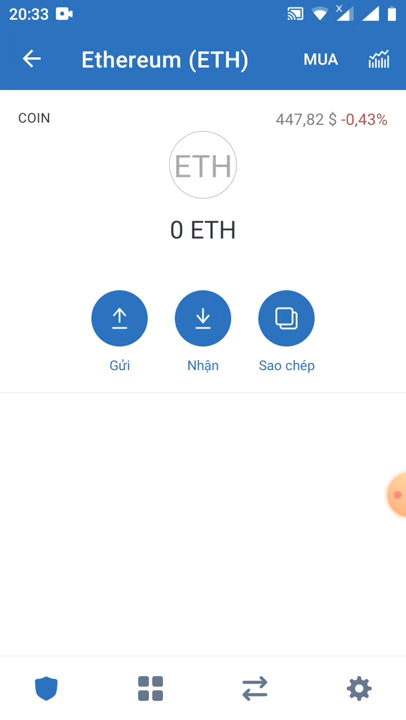 20:33
Ethereum (ETH) MUA
COIN 447,82 $ -0,43%
ETH
0 ETH
Gửi Nhận Sao chép